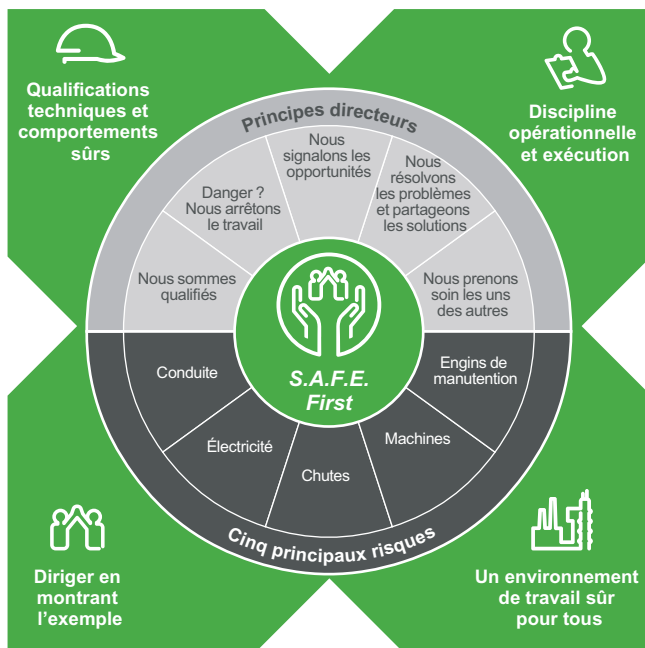 Qualifications
techniques et
comportements
sûrs
Discipline
opérationnelle
et exécution
Principes directeurs
Nous sommes
qualifiés
Danger ?
Nous arrêtons
le travail
Nous
signalons les
opportunités
Nous
résolvons
les problèmes
et partageons
les solutions
Nous prenons
soin les uns
des autres
S.A.F.E.
First
Conduite
Électricité
Chutes
Machines
Engins de
manutention
Cinq principaux risques
Diriger en
montrant
l'exemple
Un environnement
de travail sûr
pour tous